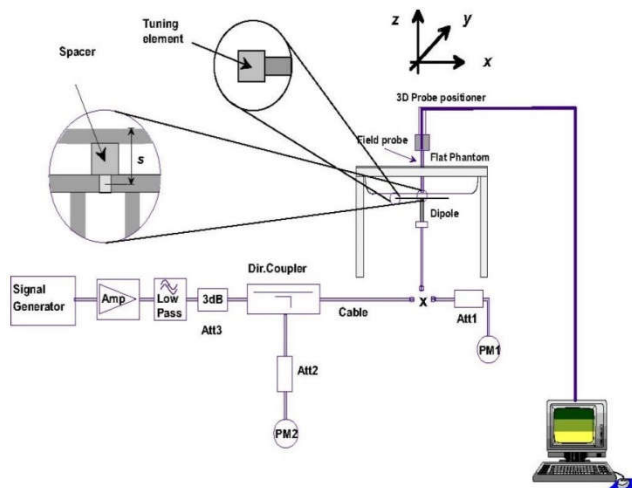 Tuning
element
Spacer
s
z
y
x
3D Probe positioner
Field probe
Flat Phantom
Dipole
Dir.Coupler
Signal
Generator
Amp
Low
Pass
3dB
Att3
Cable
x
Att1
PM1
Att2
PM2